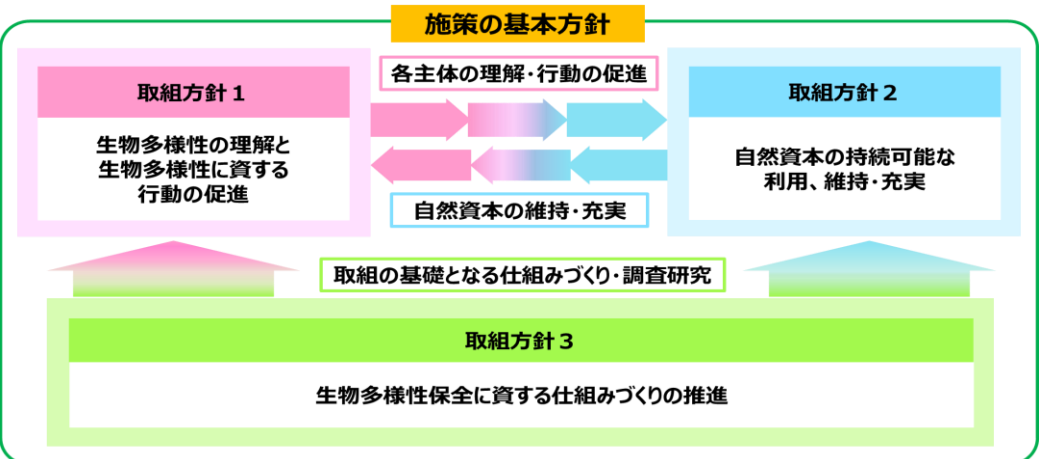 施策の基本方針
各主体の理解・行動の促進
取組方針１
生物多様性の理解と
生物多様性に資する
行動の促進
取組方針２
自然資本の持続可能な
利用、維持・充実
自然資本の維持・充実
取組の基礎となる仕組みづくり・調査研究
取組方針３
生物多様性保全に資する仕組みづくりの推進